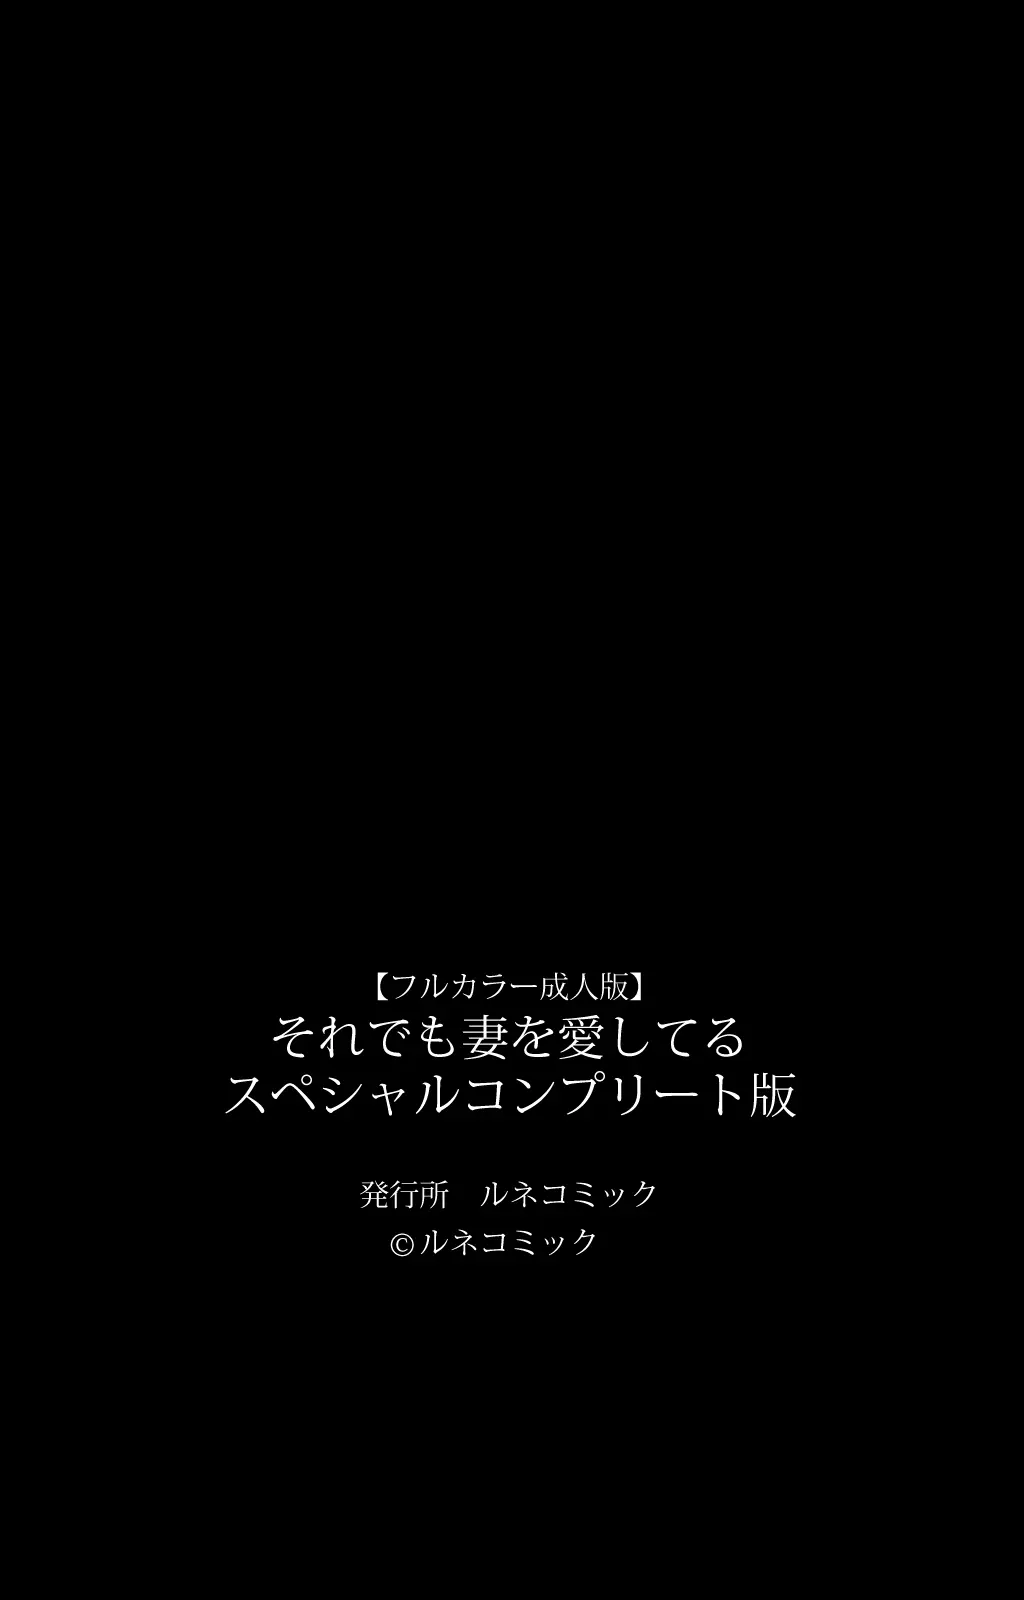 【フルカラー成人版】
それでも妻を愛してる
スペシャルコンプリート版
発行所　ルネコミック
©ルネコミック